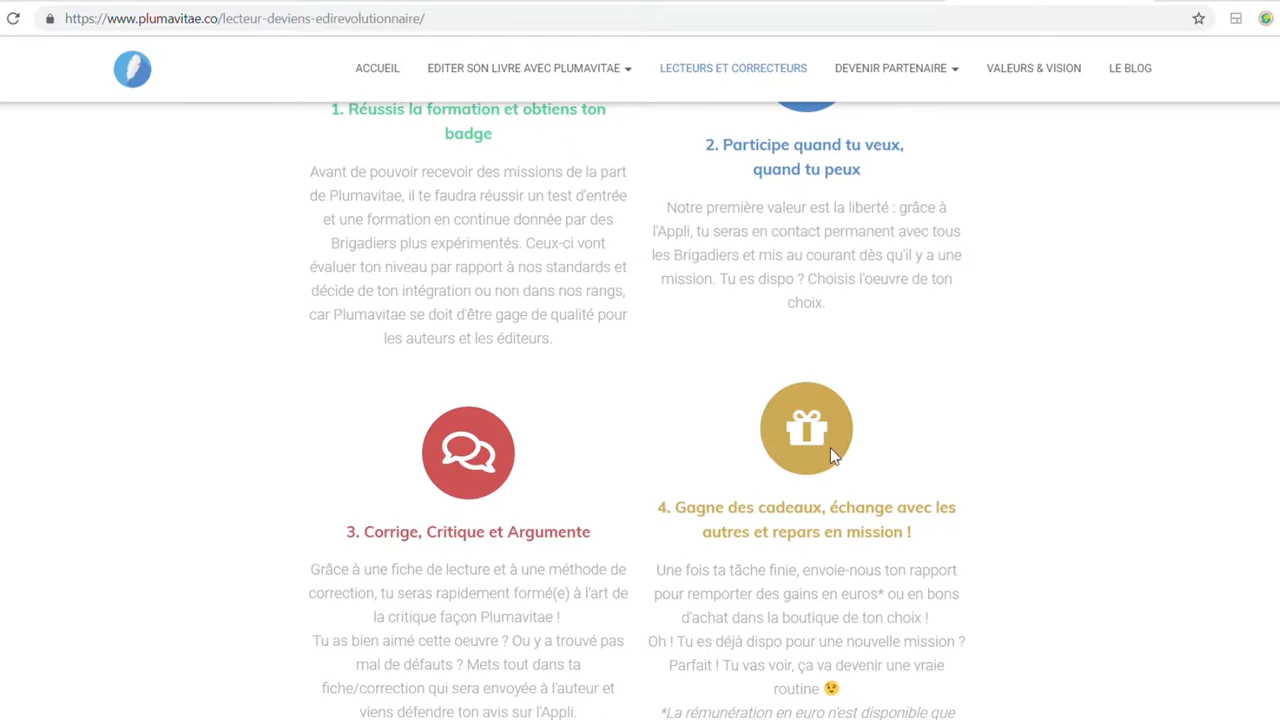 https://www.plumavitae.co/lecteur-deviens-edirevolutionnaire/
ACCUEIL EDITER SON LIVRE AVEC PLUMAVITAE LECTEURS ET CORRECTEURS DEVENIR PARTENAIRE VALEURS & VISION LE BLOG
1. Réussis la formation et obtiens ton
badge
Avant de pouvoir recevoir des missions de la part
de Plumavitae, il te faudra réussir un test d'entrée
et une formation en continue donnée par des
Brigadiers plus expérimentés. Ceux-ci vont
évaluer ton niveau par rapport à nos standards et
décide de ton intégration ou non dans nos rangs,
car Plumavitae se doit d'être gage de qualité pour
les auteurs et les éditeurs.
2. Participe quand tu veux,
quand tu peux
Notre première valeur est la liberté : grâce à
l'Appli, tu seras en contact permanent avec tous
les Brigadiers et mis au courant dès qu'il y a une
mission. Tu es dispo ? Choisis l'oeuvre de ton
choix.
3. Corrige, Critique et Argumente
Grâce à une fiche de lecture et à une méthode de
correction, tu seras rapidement formé(e) à l'art de
la critique façon Plumavitae !
Tu as bien aimé cette oeuvre ? Ou y a trouvé pas
mal de défauts ? Mets tout dans ta
fiche/correction qui sera envoyée à l'auteur et
viens défendre ton avis sur l'Appli.
4. Gagne des cadeaux, échange avec les
autres et repars en mission !
Une fois ta tâche finie, envoie-nous ton rapport
pour remporter des gains en euros* ou en bons
d'achat dans la boutique de ton choix !
Oh ! Tu es déjà dispo pour une nouvelle mission ?
Parfait ! Tu vas voir, ça va devenir une vraie
routine 😉
*La rémunération en euro n'est disponible que